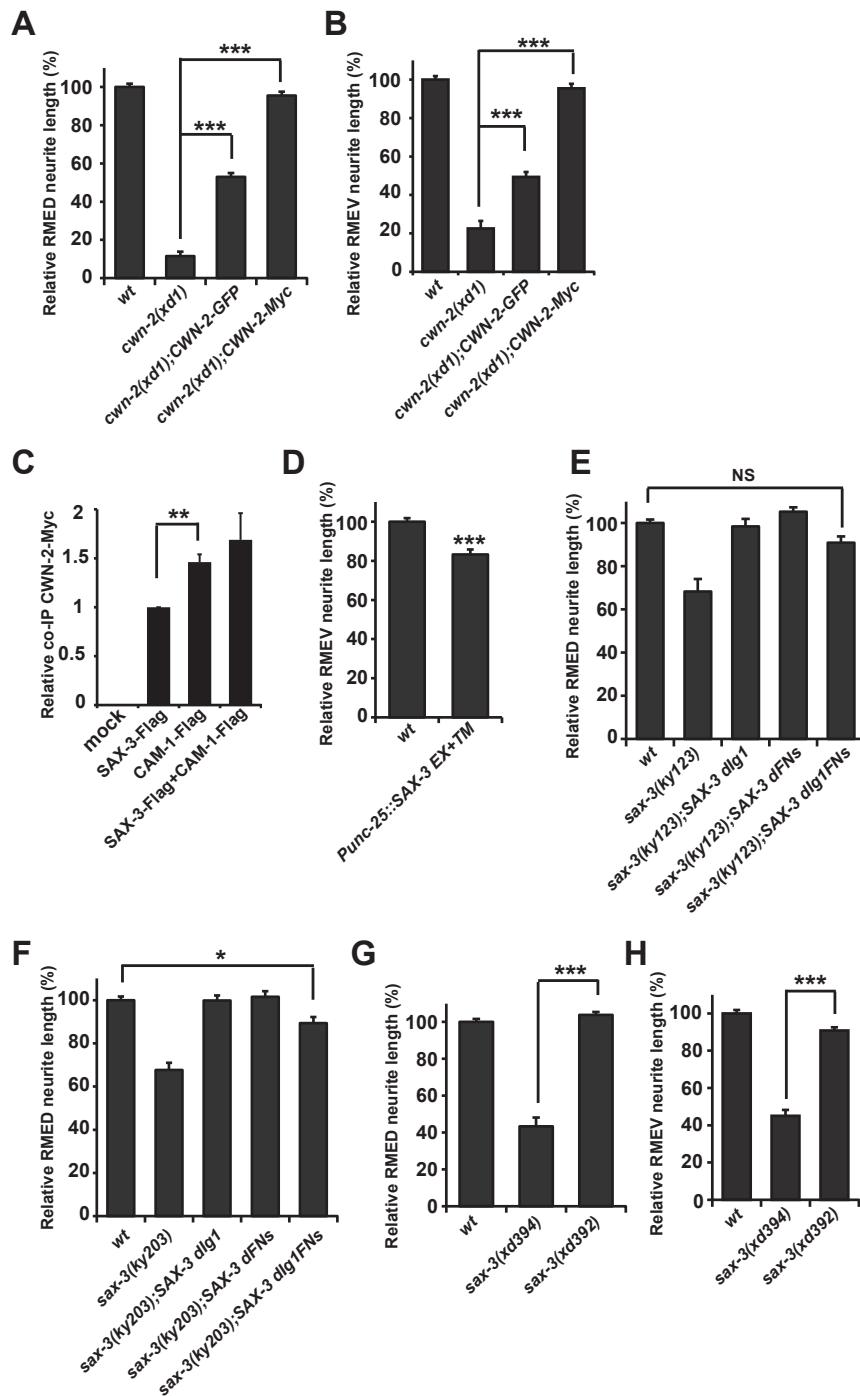 A
Relative RMED neurite length (%)
100
80
60
40
20
0
***
***
wt
cwn-2(xd1)
cwn-2(xd1);CWN-2-GFP
cwn-2(xd1);CWN-2-Myc
B
Relative RMEV neurite length (%)
100
80
60
40
20
0
***
***
wt
cwn-2(xd1)
cwn-2(xd1);CWN-2-GFP
cwn-2(xd1);CWN-2-Myc
C
Relative co-IP CWN-2-Myc
2
1.5
1
0.5
0
**
mock
SAX-3-Flag
CAM-1-Flag
SAX-3-Flag+CAM-1-Flag
D
Relative RMEV neurite length (%)
100
80
60
40
20
0
***
wt
Punc-25::SAX-3 EX+TM
E
Relative RMED neurite length (%)
100
80
60
40
20
0
NS
wt
sax-3(ky123)
sax-3(ky123);SAX-3 dIg1
sax-3(ky123);SAX-3 dFNs
sax-3(ky123);SAX-3 dIg1FNs
F
Relative RMED neurite length (%)
100
80
60
40
20
0
*
wt
sax-3(ky203)
sax-3(ky203);SAX-3 dIg1
sax-3(ky203);SAX-3 dFNs
sax-3(ky203);SAX-3 dIg1FNs
G
Relative RMED neurite length (%)
100
80
60
40
20
0
***
wt
sax-3(xd394)
sax-3(xd392)
H
Relative RMEV neurite length (%)
100
80
60
40
20
0
***
wt
sax-3(xd394)
sax-3(xd392)